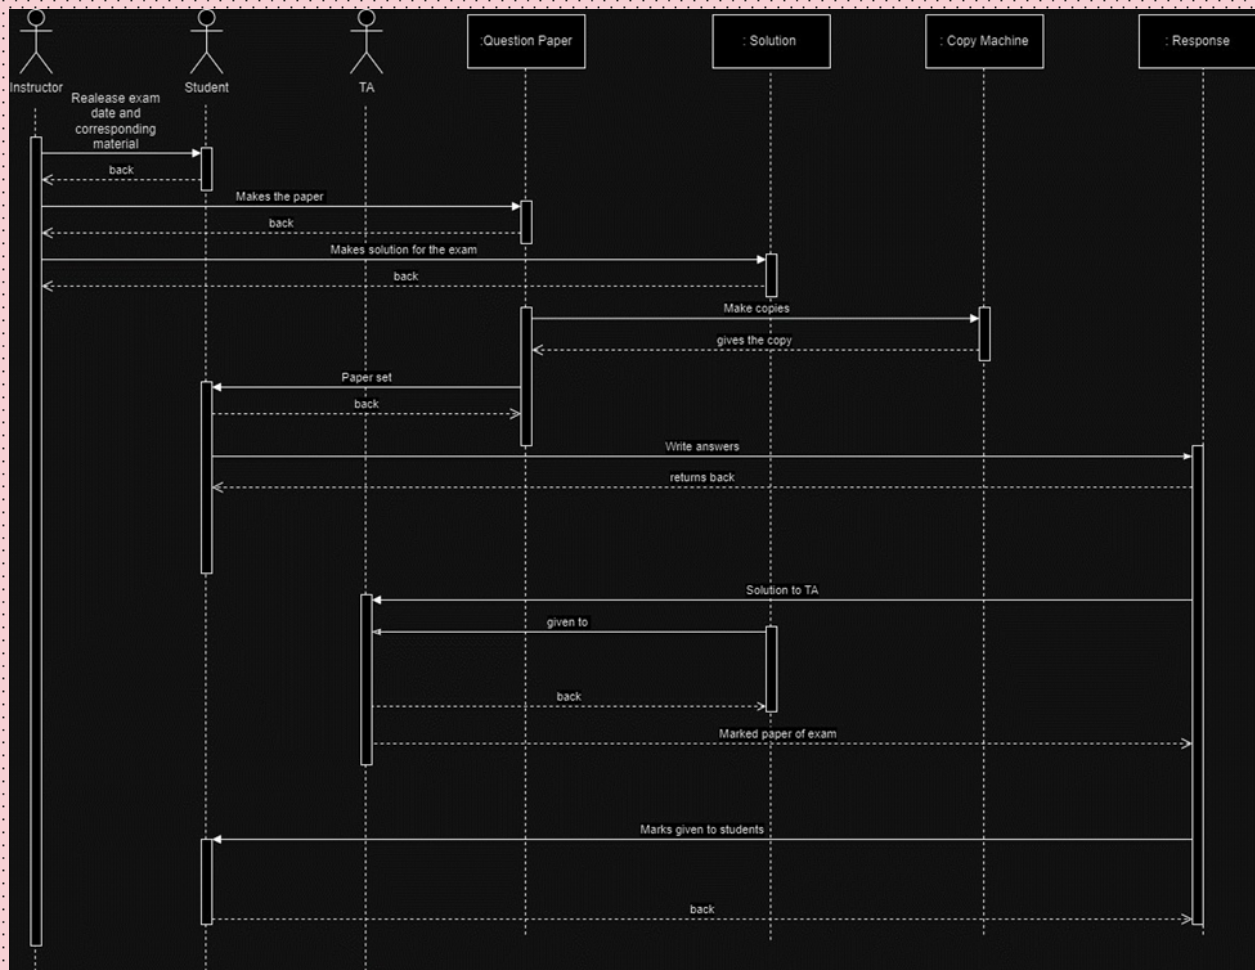 :Question Paper
: Solution
: Copy Machine
: Response
Instructor
Student
TA
Realease exam
date and
corresponding
material
back
Makes the paper
back
Makes solution for the exam
back
Make copies
gives the copy
Paper set
back
Write answers
returns back
Solution to TA
given to
back
Marked paper of exam
Marks given to students
back